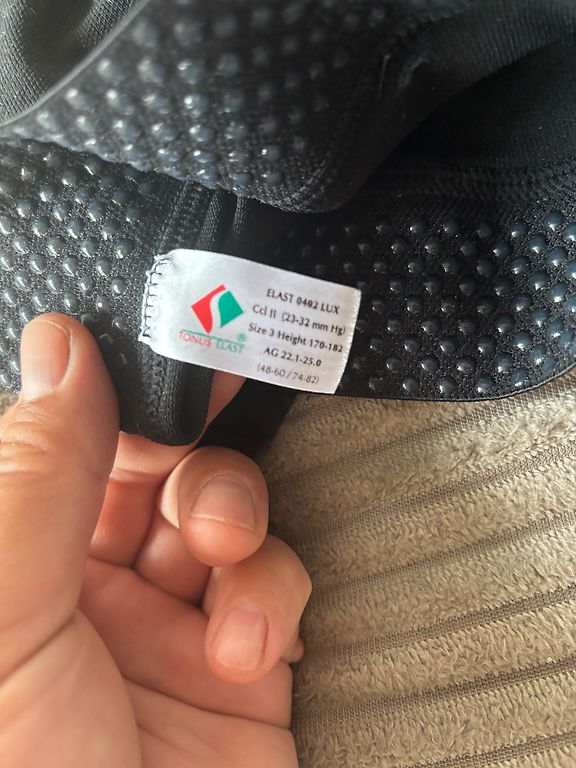 ELAST 0402 LUX
Ccl II (23-32 mm Hg)
Size 3 Height 170-182
AG 22.1-25.0
(48-60 / 74-82)
TONUS ELAST®